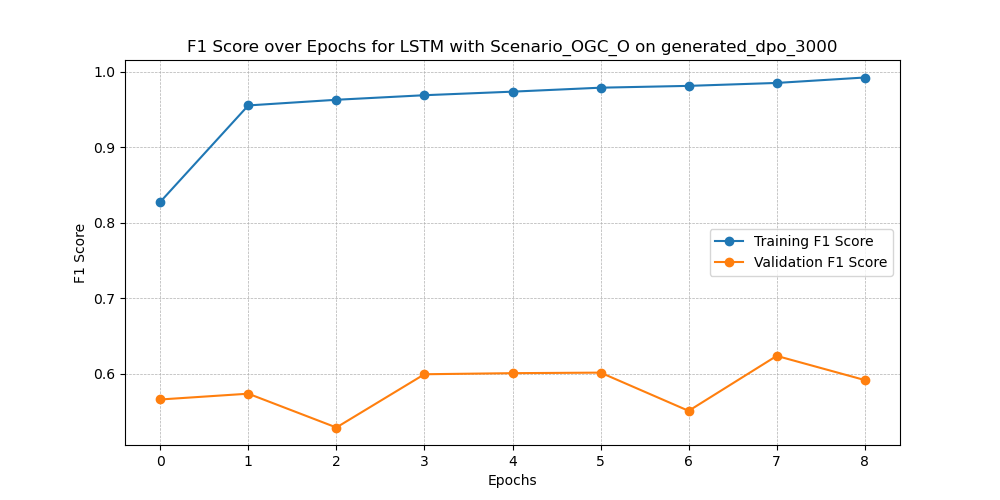 F1 Score over Epochs for LSTM with Scenario_OGC_O on generated_dpo_3000
1.0
0.9
0.8
0.7
0.6
F1 Score
Training F1 Score
Validation F1 Score
0 1 2 3 4 5 6 7 8
Epochs